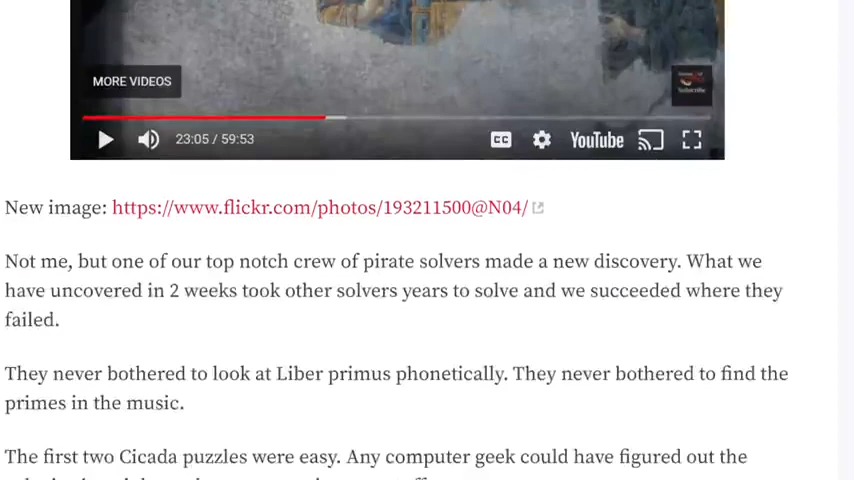 MORE VIDEOS
23:05 / 59:53
CC
YouTube
New image: https://www.flickr.com/photos/193211500@N04/
Not me, but one of our top notch crew of pirate solvers made a new discovery. What we
have uncovered in 2 weeks took other solvers years to solve and we succeeded where they
failed.
They never bothered to look at Liber primus phonetically. They never bothered to find the
primes in the music.
The first two Cicada puzzles were easy. Any computer geek could have figured out the